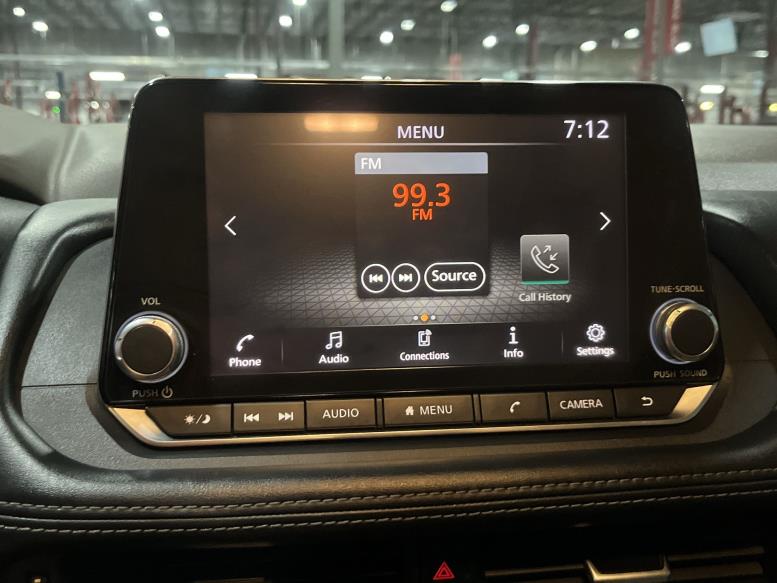 MENU 7:12
FM
99.3
FM
Source
Call History
Phone Audio Connections Info Settings
VOL
PUSH
TUNE·SCROLL
PUSH SOUND
AUDIO MENU CAMERA